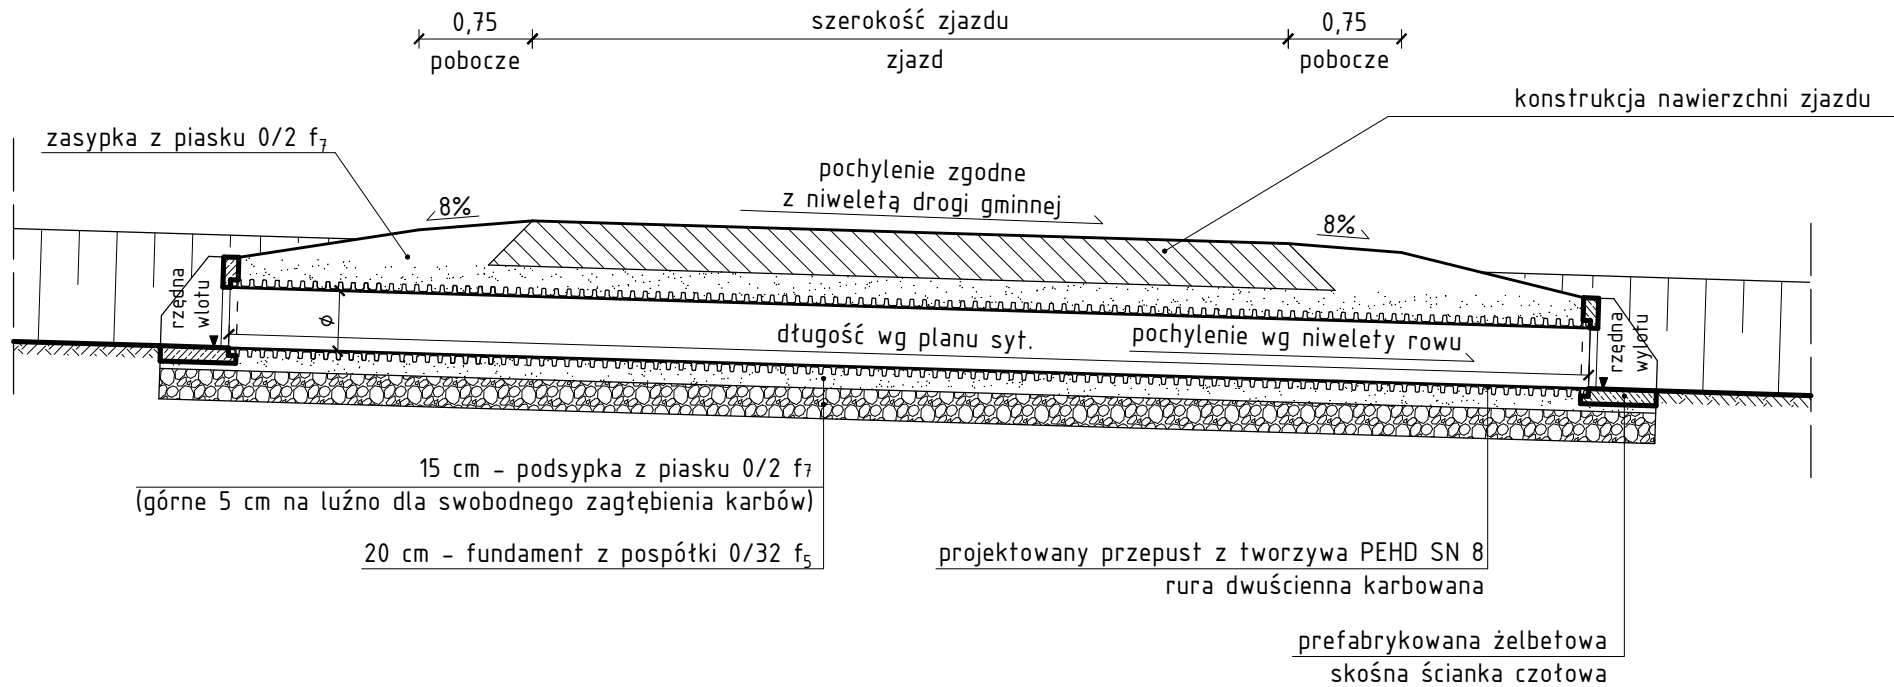 0,75
szerokość zjazdu
0,75
pobocze
zjazd
pobocze
konstrukcja nawierzchni zjazdu
zasypka z piasku 0/2 f₇
pochylenie zgodne
z niweletą drogi gminnej
8%
8%
rzędna
wlotu
ϕ
długość wg planu syt.
pochylenie wg niwelety rowu
rzędna
wylotu
15 cm – podsypka z piasku 0/2 f₇
(górne 5 cm na luźno dla swobodnego zagłębienia karbów)
20 cm – fundament z pospółki 0/32 f₅
projektowany przepust z tworzywa PEHD SN 8
rura dwuścienna karbowana
prefabrykowana żelbetowa
skośna ścianka czołowa